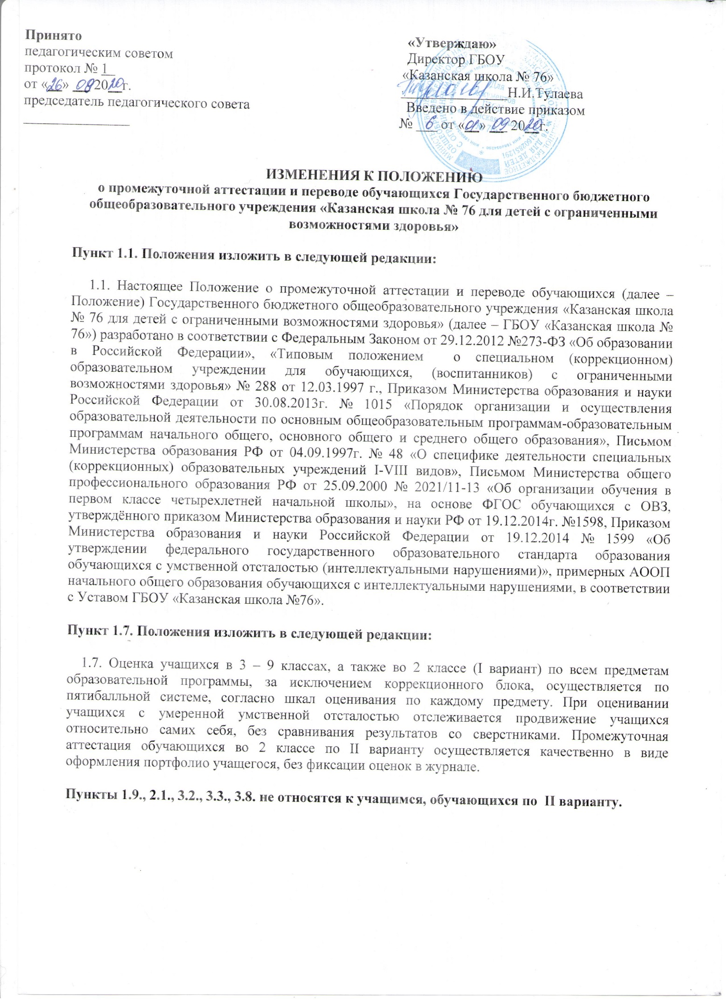 Принято
педагогическим советом
протокол № 1
от «26» 08 2020 г.
председатель педагогического совета
«Утверждаю»
Директор ГБОУ
«Казанская школа № 76»
Н.И.Тулаева
Введено в действие приказом
№ 6 от «01» 09 2020 г.
ИЗМЕНЕНИЯ К ПОЛОЖЕНИЮ
о промежуточной аттестации и переводе обучающихся Государственного бюджетного
общеобразовательного учреждения «Казанская школа № 76 для детей с ограниченными
возможностями здоровья»
Пункт 1.1. Положения изложить в следующей редакции:
1.1. Настоящее Положение о промежуточной аттестации и переводе обучающихся (далее –
Положение) Государственного бюджетного общеобразовательного учреждения «Казанская школа
№ 76 для детей с ограниченными возможностями здоровья» (далее – ГБОУ «Казанская школа №
76») разработано в соответствии с Федеральным Законом от 29.12.2012 №273-ФЗ «Об образовании
в Российской Федерации», «Типовым положением о специальном (коррекционном)
образовательном учреждении для обучающихся, (воспитанников) с ограниченными
возможностями здоровья» № 288 от 12.03.1997 г., Приказом Министерства образования и науки
Российской Федерации от 30.08.2013г. № 1015 «Порядок организации и осуществления
образовательной деятельности по основным общеобразовательным программам-образовательным
программам начального общего, основного общего и среднего общего образования», Письмом
Министерства образования РФ от 04.09.1997г. № 48 «О специфике деятельности специальных
(коррекционных) образовательных учреждений I-VIII видов», Письмом Министерства общего
профессионального образования РФ от 25.09.2000 № 2021/11-13 «Об организации обучения в
первом классе четырехлетней начальной школы», на основе ФГОС обучающихся с ОВЗ,
утверждённого приказом Министерства образования и науки РФ от 19.12.2014г. №1598, Приказом
Министерства образования и науки Российской Федерации от 19.12.2014 № 1599 «Об
утверждении федерального государственного образовательного стандарта образования
обучающихся с умственной отсталостью (интеллектуальными нарушениями)», примерных АООП
начального общего образования обучающихся с интеллектуальными нарушениями, в соответствии
с Уставом ГБОУ «Казанская школа №76».
Пункт 1.7. Положения изложить в следующей редакции:
1.7. Оценка учащихся в 3 – 9 классах, а также во 2 классе (I вариант) по всем предметам
образовательной программы, за исключением коррекционного блока, осуществляется по
пятибалльной системе, согласно шкал оценивания по каждому предмету. При оценивании
учащихся с умеренной умственной отсталостью отслеживается продвижение учащихся
относительно самих себя, без сравнивания результатов со сверстниками. Промежуточная
аттестация обучающихся во 2 классе по II варианту осуществляется качественно в виде
оформления портфолио учащегося, без фиксации оценок в журнале.
Пункты 1.9., 2.1., 3.2., 3.3., 3.8. не относятся к учащимся, обучающихся по II варианту.